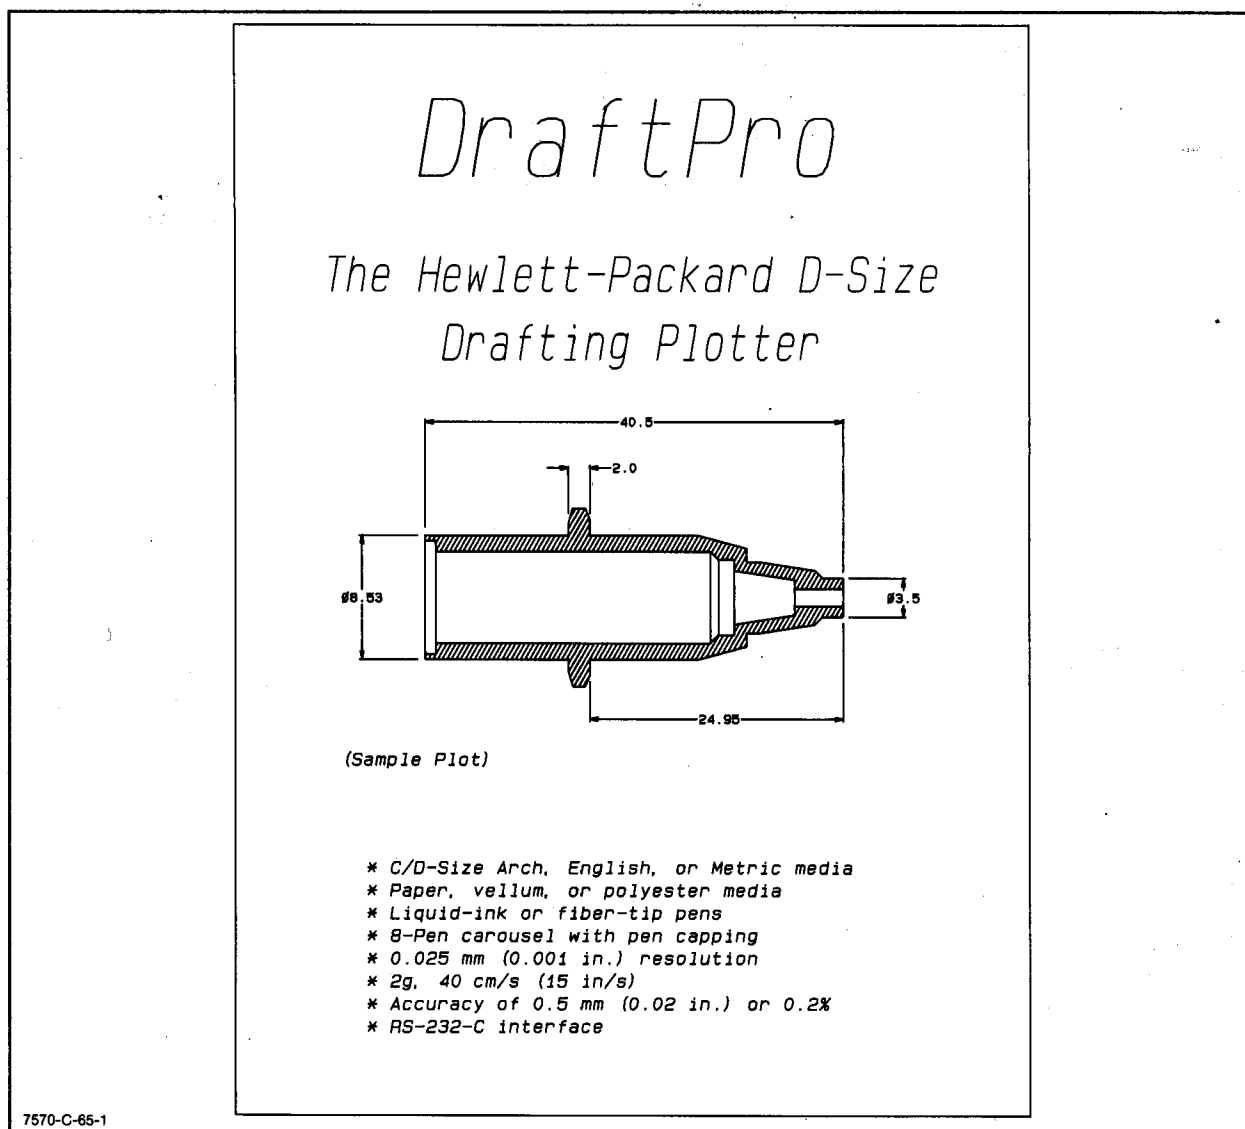 DraftPro
The Hewlett-Packard D-Size
Drafting Plotter
40.5
2.0
Ø8.53
Ø3.5
24.95
(Sample Plot)
* C/D-Size Arch, English, or Metric media
* Paper, vellum, or polyester media
* Liquid-ink or fiber-tip pens
* 8-Pen carousel with pen capping
* 0.025 mm (0.001 in.) resolution
* 2g, 40 cm/s (15 in/s)
* Accuracy of 0.5 mm (0.02 in.) or 0.2%
* RS-232-C interface
7570-C-65-1